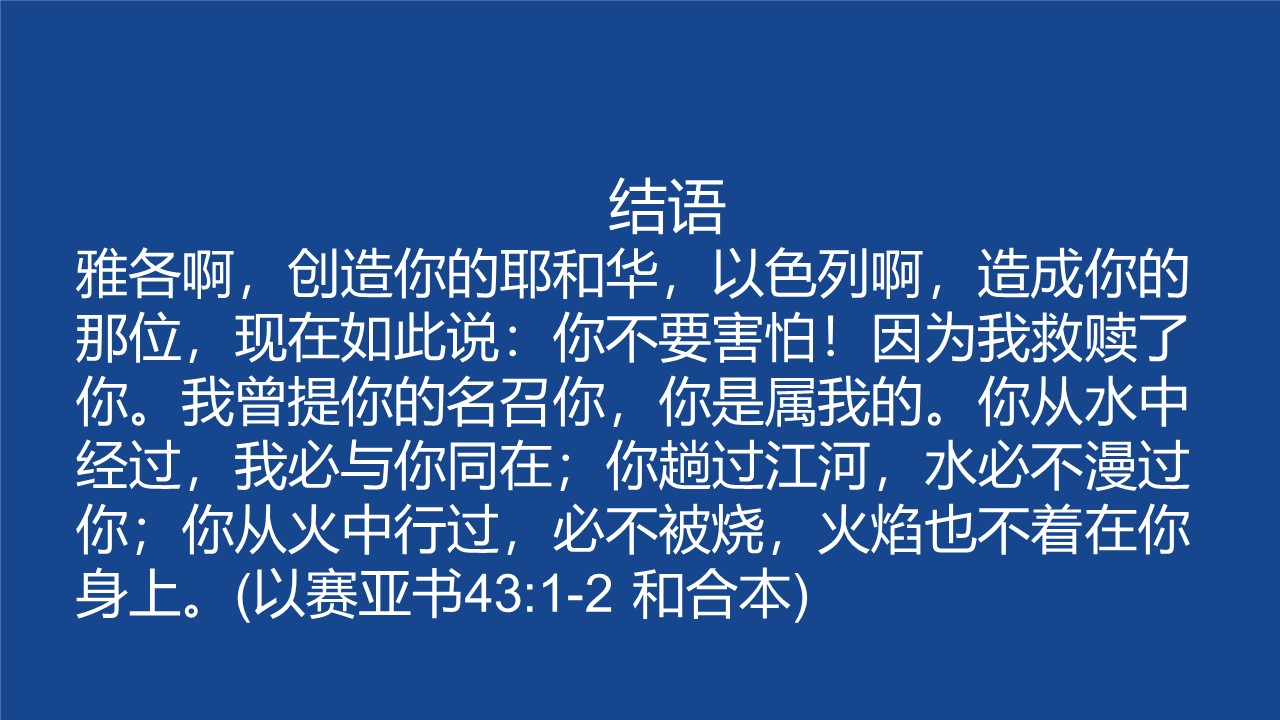 结语
雅各啊，创造你的耶和华，以色列啊，造成你的
那位，现在如此说：你不要害怕！因为我救赎了
你。我曾提你的名召你，你是属我的。你从水中
经过，我必与你同在；你趟过江河，水必不漫过
你；你从火中行过，必不被烧，火焰也不着在你
身上。(以赛亚书43:1-2 和合本)